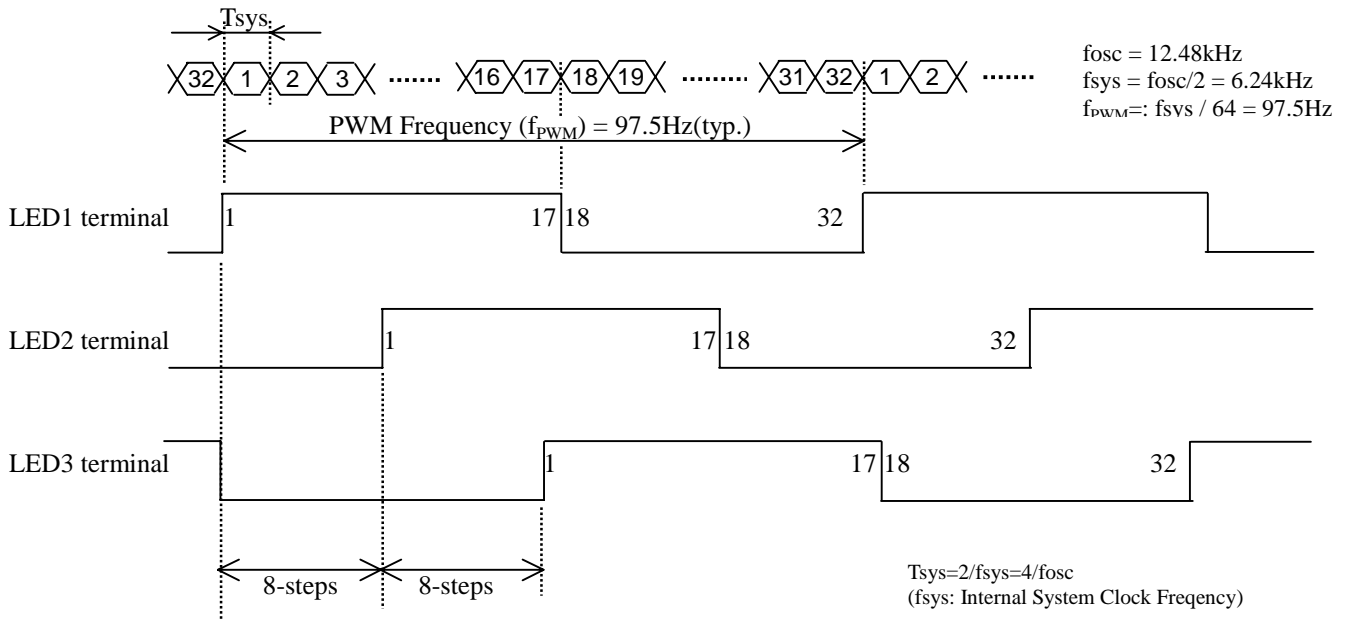 Tsys
32 1 2 3 ........ 16 17 18 19 ......... 31 32 1 2 .......
fosc = 12.48kHz
fsys = fosc/2 = 6.24kHz
fPWM=: fsys / 64 = 97.5Hz
PWM Frequency (fPWM) = 97.5Hz(typ.)
LED1 terminal 1 17 18 32
LED2 terminal 1 17 18 32
LED3 terminal 1 17 18 32
8-steps 8-steps
Tsys=2/fsys=4/fosc
(fsys: Internal System Clock Freqency)